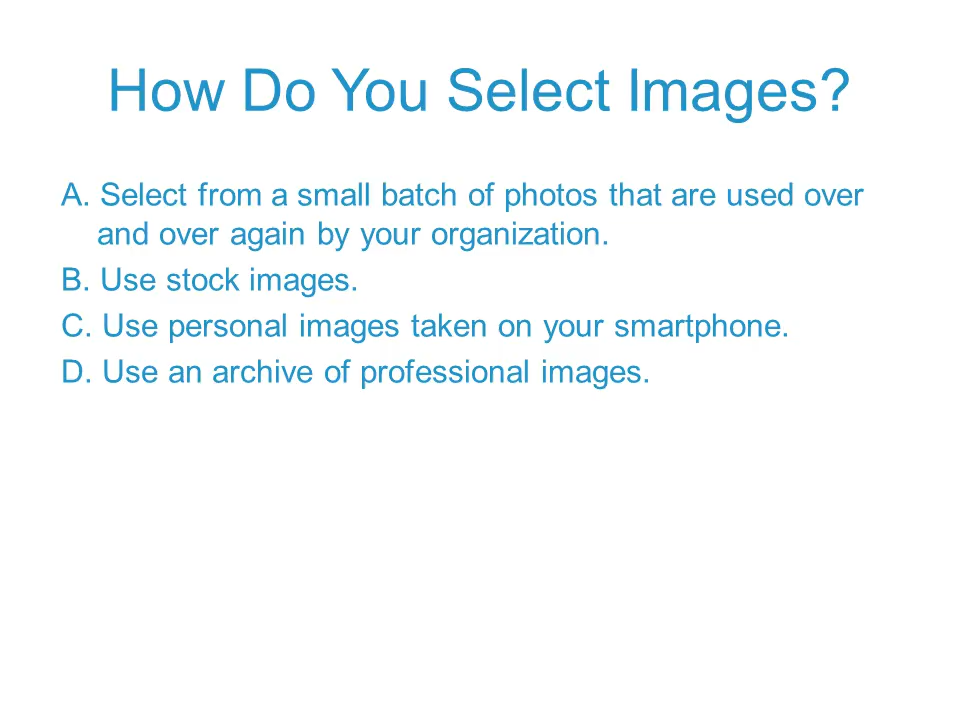 How Do You Select Images?
A. Select from a small batch of photos that are used over
and over again by your organization.
B. Use stock images.
C. Use personal images taken on your smartphone.
D. Use an archive of professional images.